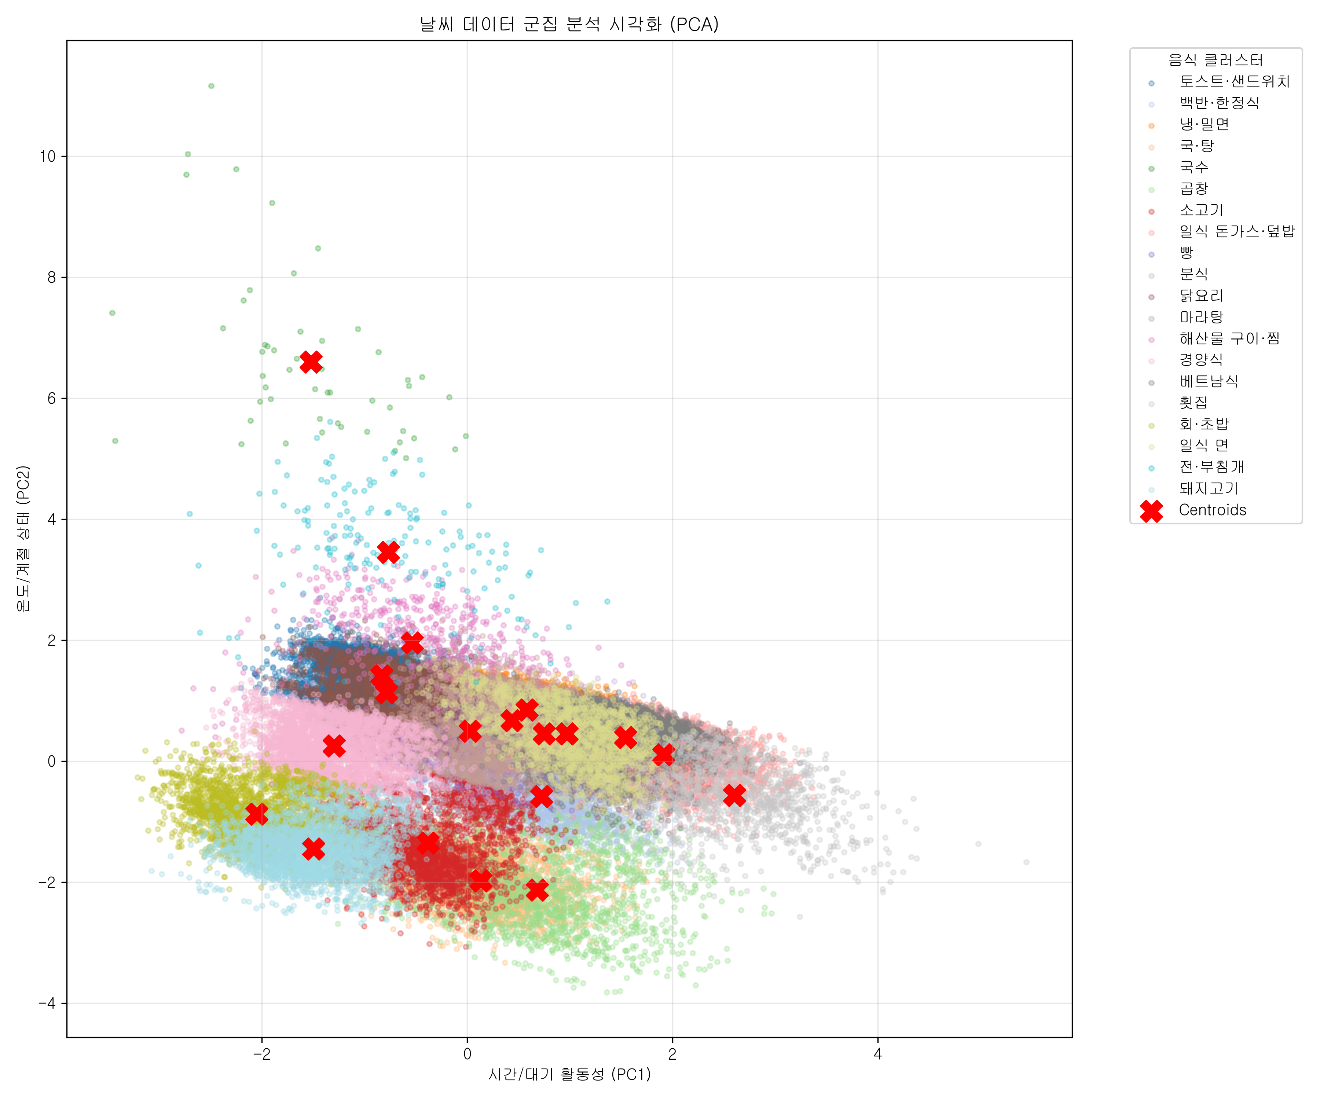 날씨 데이터 군집 분석 시각화 (PCA)
음식 클러스터
토스트·샌드위치
백반·한정식
냉·밀면
국·탕
국수
곱창
소고기
일식 돈가스·덮밥
빵
분식
닭요리
마라탕
해산물 구이·찜
경양식
베트남식
횟집
회·초밥
일식 면
전·부침개
돼지고기
Centroids
온도/계절 상태 (PC2)
10
8
6
4
2
0
−2
−4
−2
0
2
4
시간/대기 활동성 (PC1)